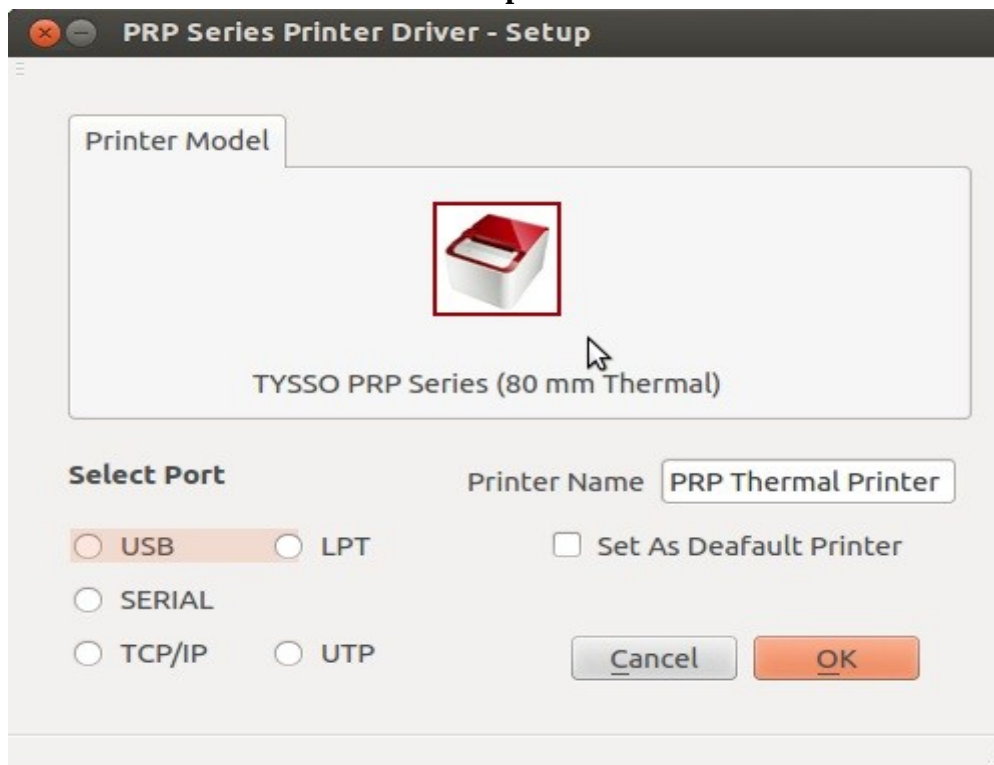 PRP Series Printer Driver - Setup
Printer Model
TYSSO PRP Series (80 mm Thermal)
Select Port
Printer Name PRP Thermal Printer
USB LPT Set As Deafault Printer
SERIAL
TCP/IP UTP Cancel OK